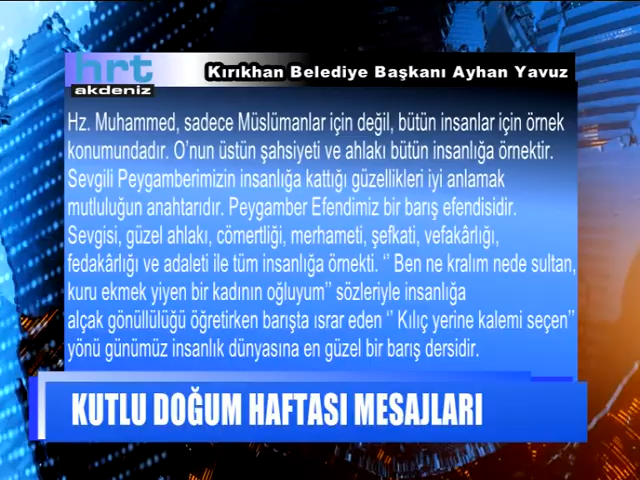 hrt
akdeniz
Kırıkhan Belediye Başkanı Ayhan Yavuz
Hz. Muhammed, sadece Müslümanlar için değil, bütün insanlar için örnek
konumundadır. O'nun üstün şahsiyeti ve ahlakı bütün insanlığa örnektir.
Sevgili Peygamberimizin insanlığa kattığı güzellikleri iyi anlamak
mutluluğun anahtarıdır. Peygamber Efendimiz bir barış efendisidir.
Sevgisi, güzel ahlakı, cömertliği, merhameti, şefkati, vefakârlığı,
fedakârlığı ve adaleti ile tüm insanlığa örnekti. '' Ben ne kralım nede sultan,
kuru ekmek yiyen bir kadının oğluyum'' sözleriyle insanlığa
alçak gönüllülüğü öğretirken barışta ısrar eden '' Kılıç yerine kalemi seçen''
yönü günümüz insanlık dünyasına en güzel bir barış dersidir.
KUTLU DOĞUM HAFTASI MESAJLARI